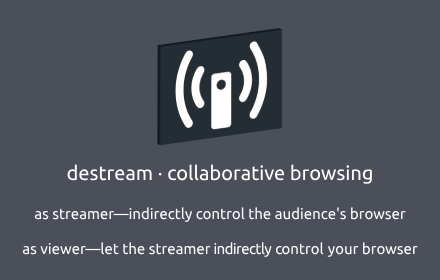 destream · collaborative browsing
as streamer—indirectly control the audience's browser
as viewer—let the streamer indirectly control your browser